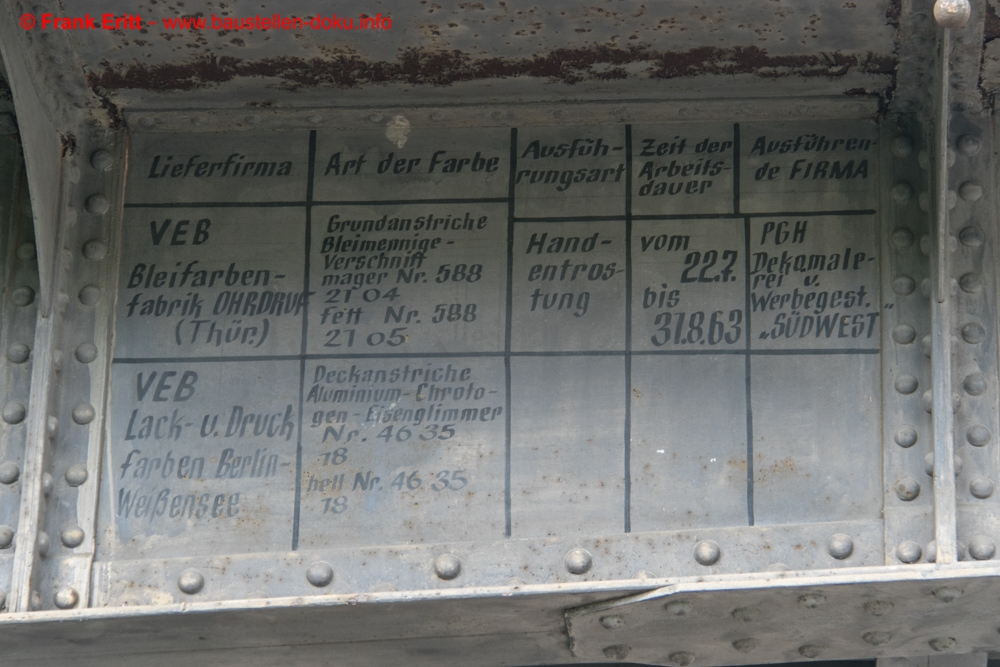 © Frank Eritt - www.baustellen-doku.info
Lieferfirma
Art der Farbe
Ausfüh-
rungsart
Zeit der
Arbeits-
dauer
Ausführen-
de FIRMA
VEB
Bleifarben-
fabrik OHRDRUF
(Thür.)
Grundanstriche
Bleimennige-
Verschnitt
mager Nr. 588
21 04
fett Nr. 588
21 05
Hand-
entros-
tung
vom
22.7.
bis
31.8.63
PGH
Dekamale-
rei u.
Werbegest.
„SÜDWEST"
VEB
Lack- u. Druck
farben Berlin-
Weißensee
Deckanstriche
Aluminium-Chroto-
gen-Eisenglimmer
Nr. 46 35
18
hell Nr. 46 35
18